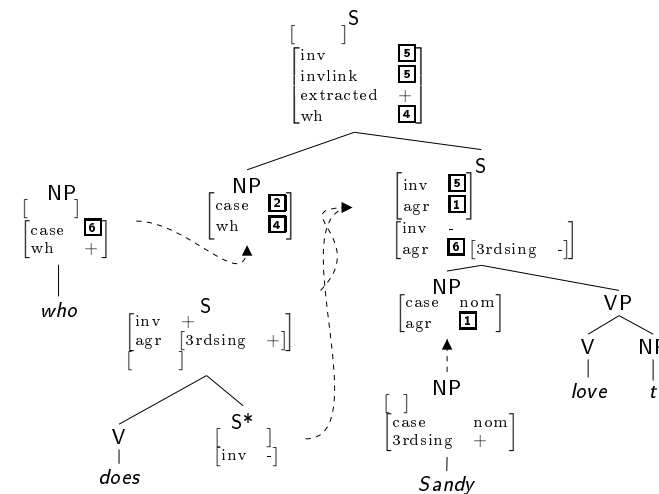 S
[ ]
inv 5
invlink 5
extracted +
wh 4
NP
[ ]
case 6
wh +
who
NP
case 2
wh 4
S
inv 5
agr 1
inv -
agr 6 [3rdsing -]
S
inv +
agr [3rdsing +]
[ ]
V
does
S*
[ ]
[inv -]
NP
case nom
agr 1
NP
[ ]
case nom
3rdsing +
Sandy
VP
V
love
NP
t